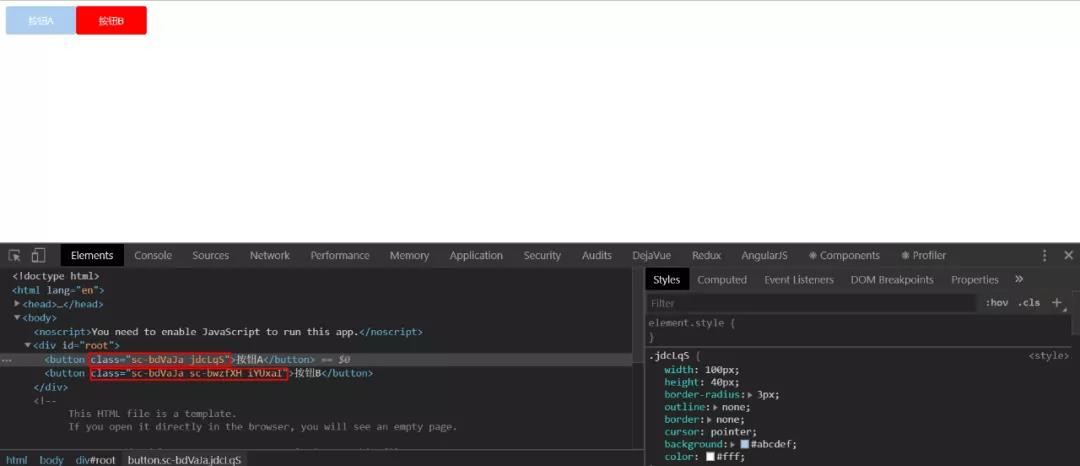 按钮A 按钮B
Elements Console Sources Network Performance Memory Application Security Audits DejaVue Redux AngularJS Components Profiler
<!doctype html>
<html lang="en">
<head>…</head>
<body>
<noscript>You need to enable JavaScript to run this app.</noscript>
<div id="root">
<button class="sc-bdVaJa jdcLqS">按钮A</button> == $0
<button class="sc-bdVaJa sc-bwzfXH iYUxaI">按钮B</button>
</div>
<!--
This HTML file is a template.
If you open it directly in the browser, you will see an empty page.
html body div#root button.sc-bdVaJa.jdcLqS
Styles Computed Event Listeners DOM Breakpoints Properties »
Filter :hov .cls +
element.style {
}
.jdcLqS { <style>
width: 100px;
height: 40px;
border-radius: 3px;
outline: none;
border: none;
cursor: pointer;
background: #abcdef;
color: #fff;